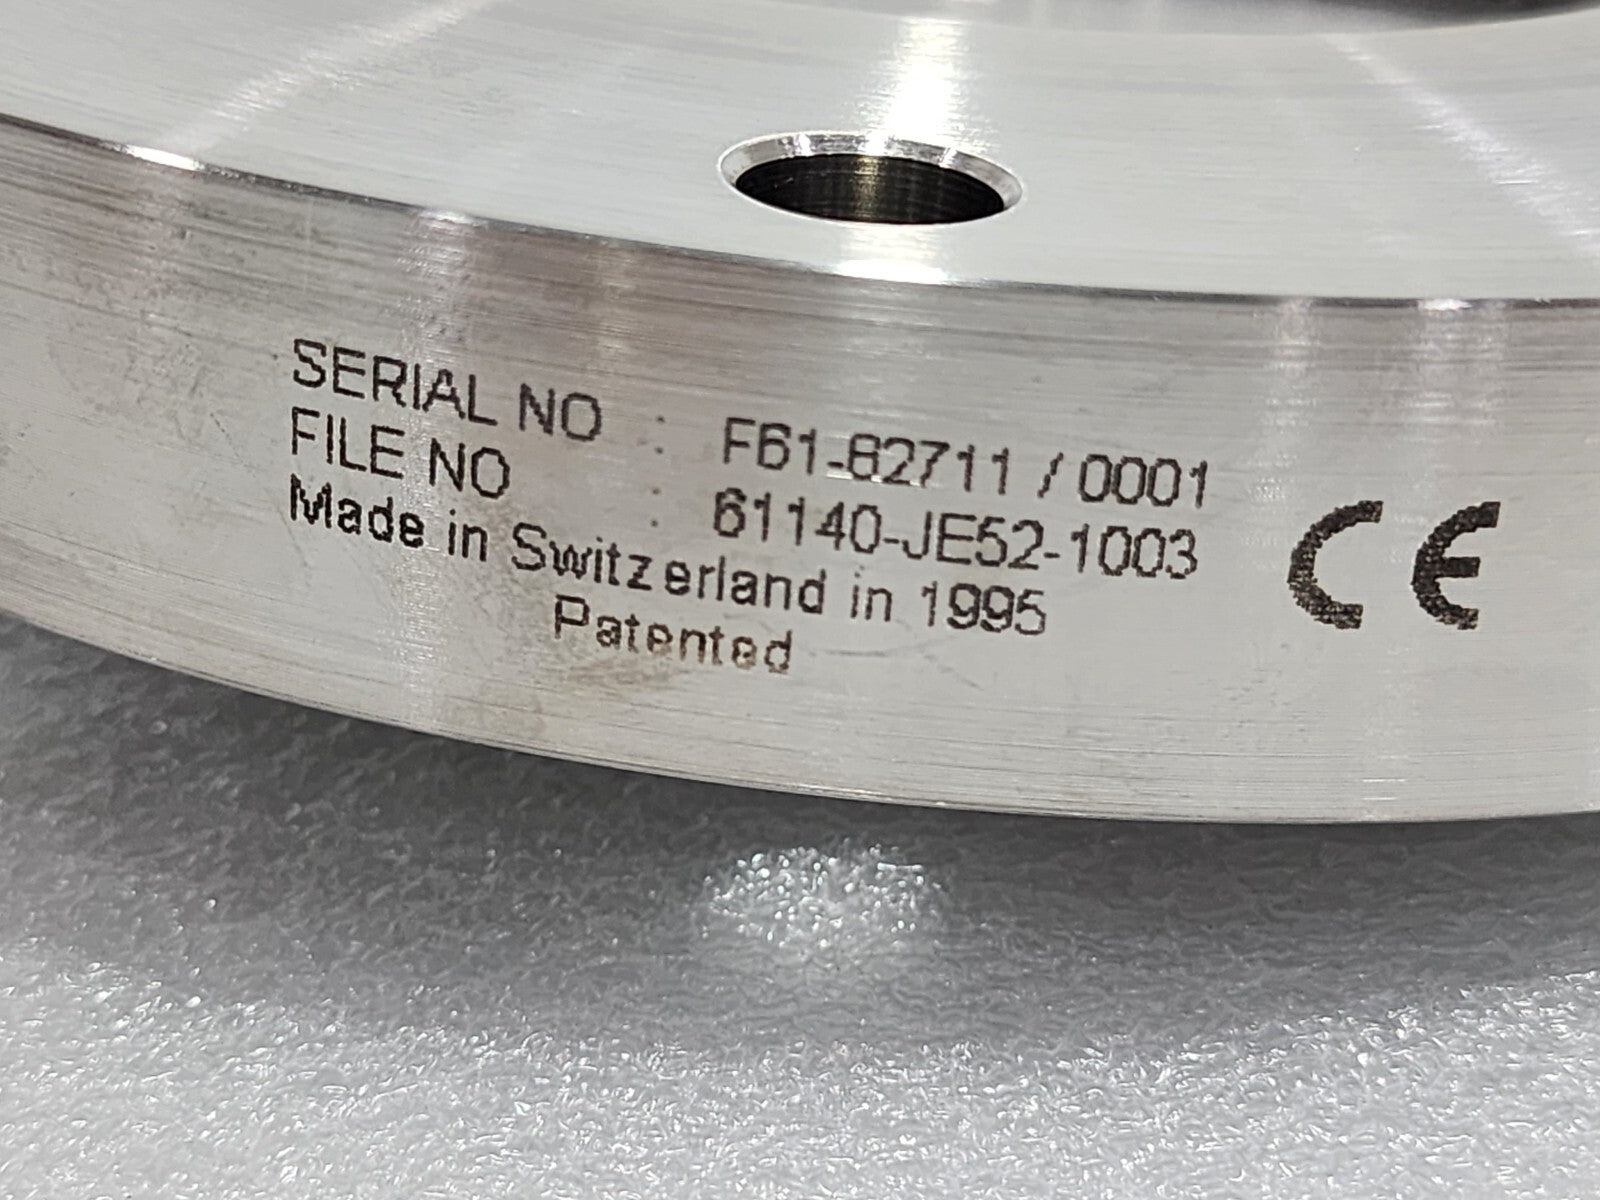 SERIAL NO : F61-62711 / 0001
FILE NO : 61140-JE52-1003
Made in Switzerland in 1995
Patented
CE